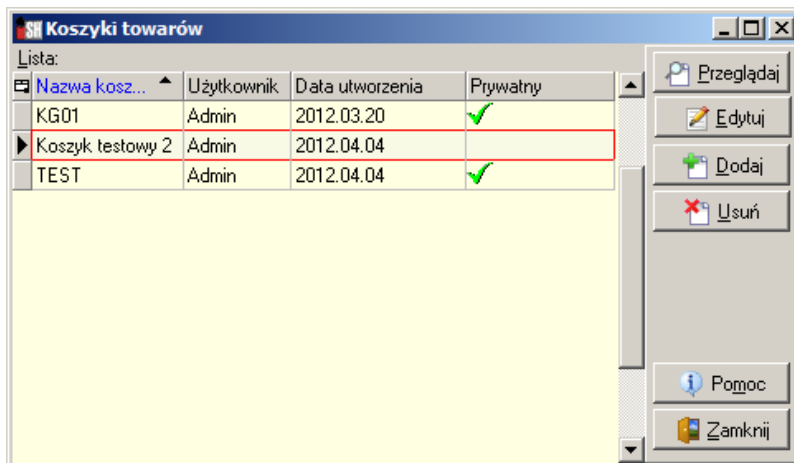 SH Koszyki towarów
Lista:
Nazwa kosz... Użytkownik Data utworzenia Prywatny
KG01 Admin 2012.03.20
Koszyk testowy 2 Admin 2012.04.04
TEST Admin 2012.04.04
Przeglądaj
Edytuj
Dodaj
Usuń
Pomoc
Zamknij